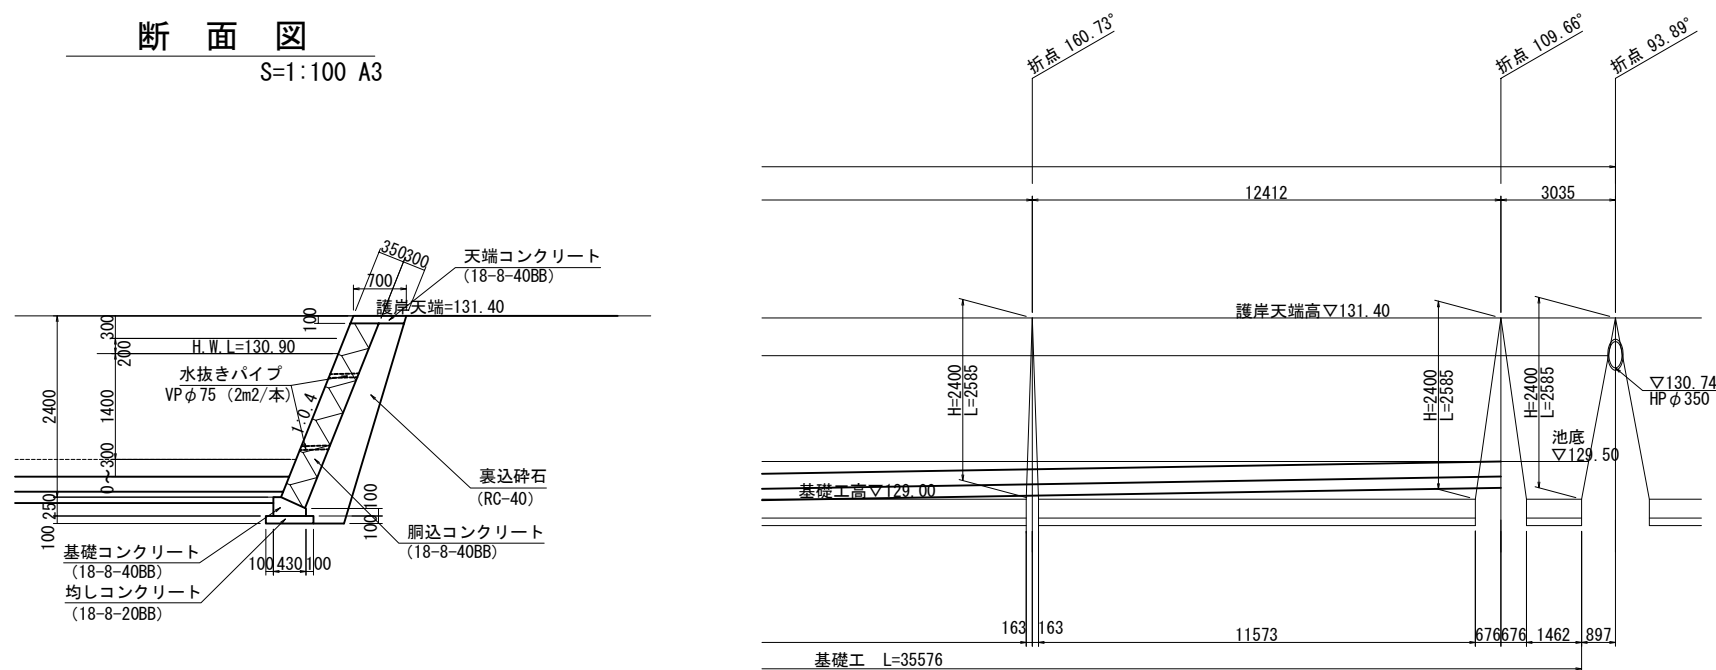 断 面 図
S=1:100 A3
350
300
700
天端コンクリート
(18-8-40BB)
護岸天端=131.40
100
300
200
H.W.L=130.90
水抜きパイプ
VPφ75 (2m2/本)
1:0.4
2400
1400
0~300
250
100
裏込砕石
(RC-40)
100
100
胴込コンクリート
(18-8-40BB)
100
430
100
基礎コンクリート
(18-8-40BB)
均しコンクリート
(18-8-20BB)
折点 160.73°
折点 109.66°
折点 93.89°
12412
3035
護岸天端高▽131.40
H=2400
L=2585
H=2400
L=2585
H=2400
L=2585
▽130.74
HPφ350
池底
▽129.50
基礎工高▽129.00
163
163
11573
676
676
1462
897
基礎工 L=35576